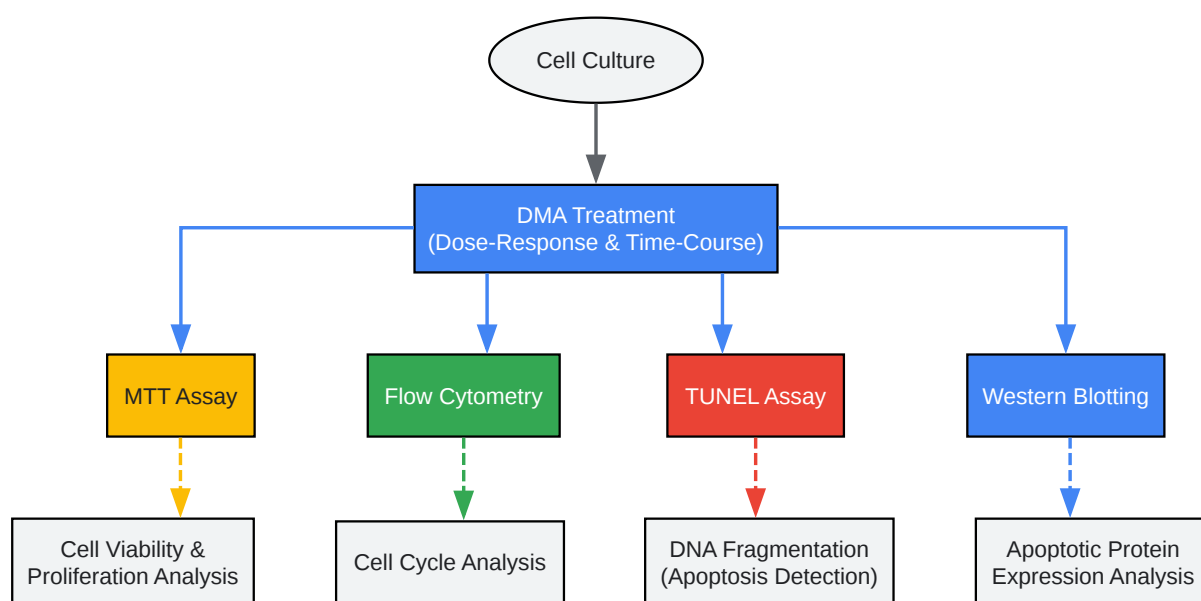 Cell Culture
DMA Treatment
(Dose-Response & Time-Course)
MTT Assay
Flow Cytometry
TUNEL Assay
Western Blotting
Cell Viability &
Proliferation Analysis
Cell Cycle Analysis
DNA Fragmentation
(Apoptosis Detection)
Apoptotic Protein
Expression Analysis